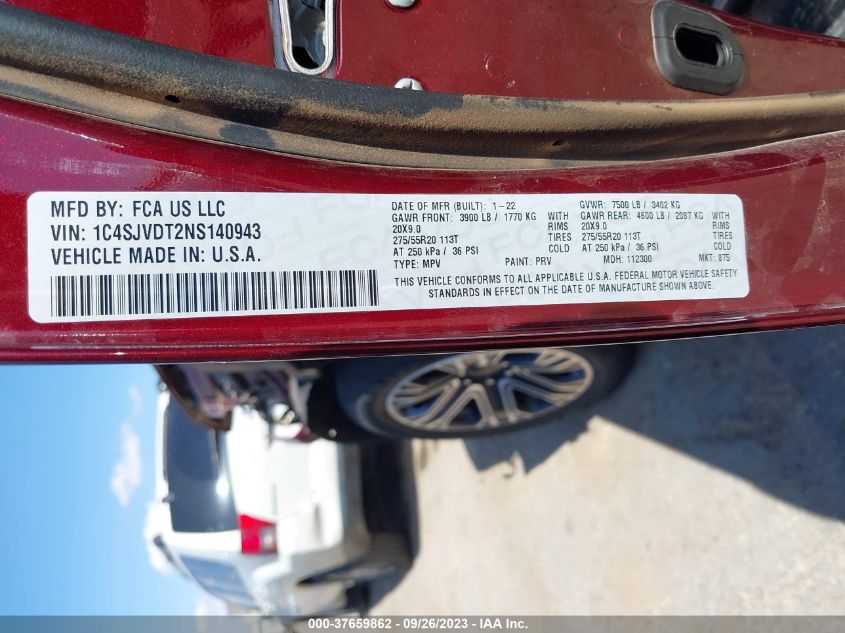 MFD BY: FCA US LLC
VIN: 1C4SJVDT2NS140943
VEHICLE MADE IN: U.S.A.
DATE OF MFR (BUILT): 1-22
GAWR FRONT: 3900 LB / 1770 KG
20X9.0
275/55R20 113T
AT 250 kPa / 36 PSI
TYPE: MPV
PAINT: PRV
WITH
RIMS
TIRES
COLD
GVWR: 7500 LB / 3402 KG
GAWR REAR: 4600 LB / 2087 KG
20X9.0
275/55R20 113T
AT 250 kPa / 36 PSI
MDH: 112300
WITH
RIMS
TIRES
COLD
MKT: 875
THIS VEHICLE CONFORMS TO ALL APPLICABLE U.S.A. FEDERAL MOTOR VEHICLE SAFETY
STANDARDS IN EFFECT ON THE DATE OF MANUFACTURE SHOWN ABOVE.
000-37659862 - 09/26/2023 - IAAI Inc.